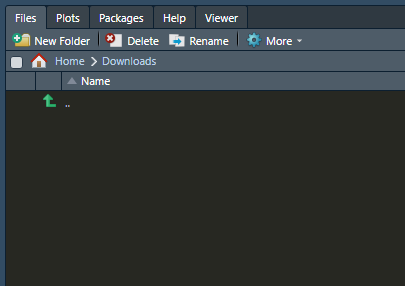 Files Plots Packages Help Viewer
New Folder Delete Rename More
Home Downloads
Name
..